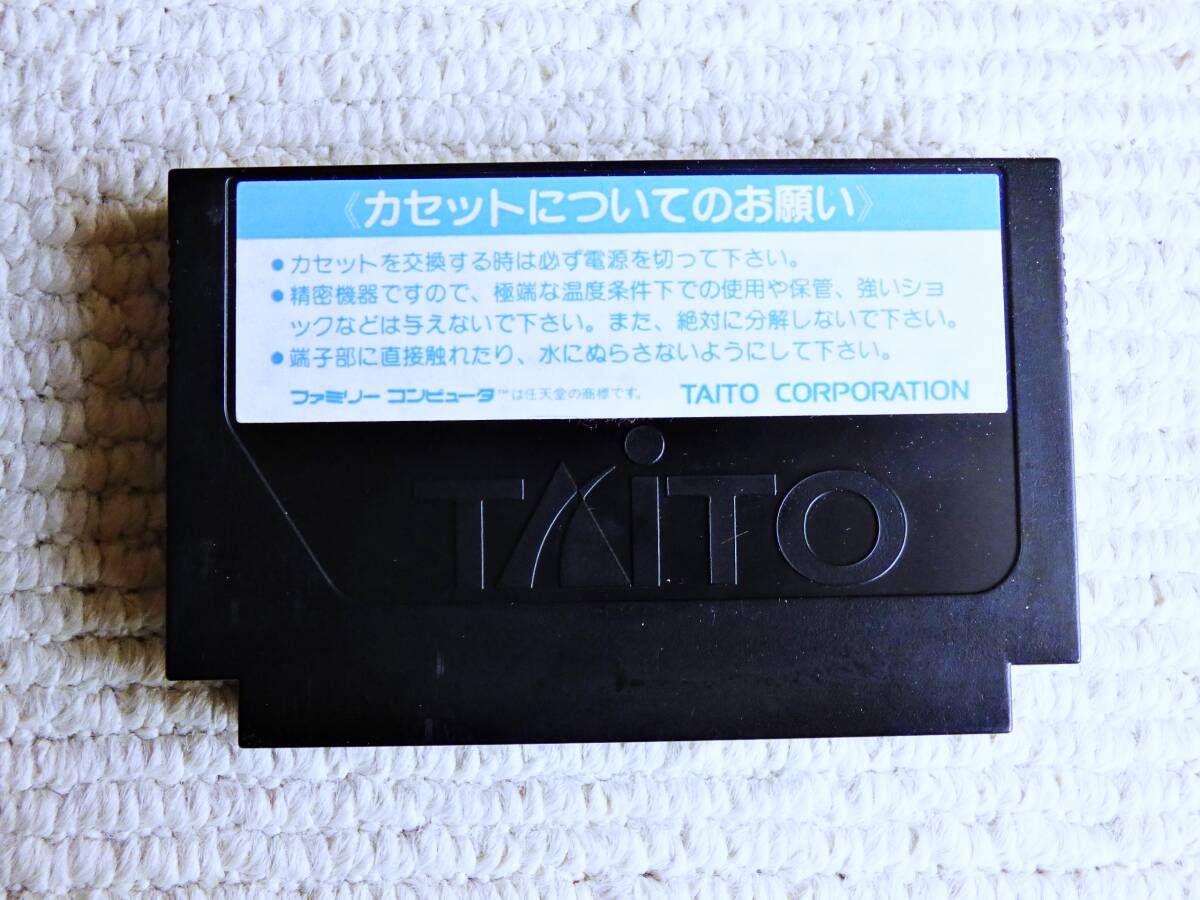 《カセットについてのお願い》
●カセットを交換する時は必ず電源を切って下さい。
●精密機器ですので、極端な温度条件下での使用や保管、強いショ
ックなどは与えないで下さい。また、絶対に分解しないで下さい。
●端子部に直接触れたり、水にぬらさないようにして下さい。
ファミリー コンピュータ™は任天堂の商標です。 TAITO CORPORATION
TAiTO